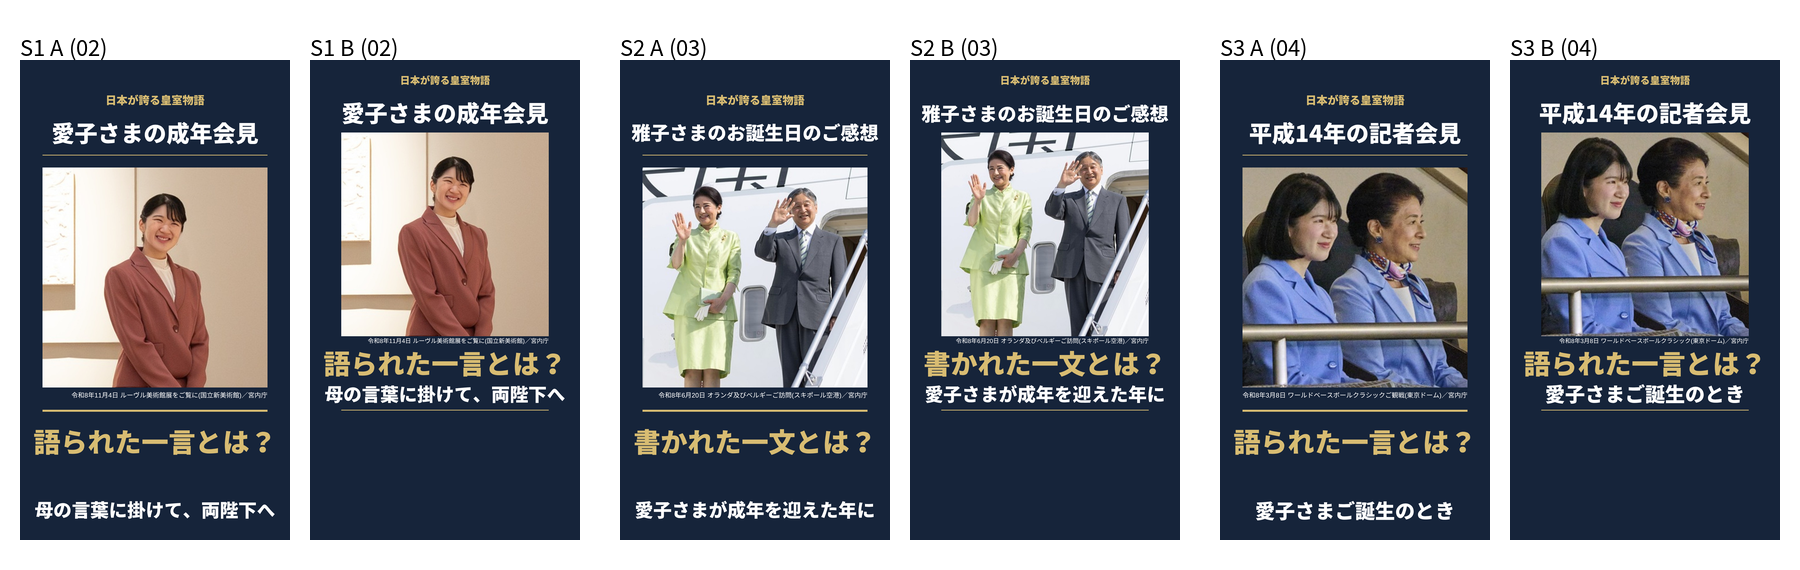 S1 A (02)
日本が誇る皇室物語
愛子さまの成年会見
令和8年11月4日 ルーヴル美術館展をご覧に(国立新美術館)／宮内庁
語られた一言とは？
母の言葉に掛けて、両陛下へ
S1 B (02)
日本が誇る皇室物語
愛子さまの成年会見
令和8年11月4日 ルーヴル美術館展をご覧に(国立新美術館)／宮内庁
語られた一言とは？
母の言葉に掛けて、両陛下へ
S2 A (03)
日本が誇る皇室物語
雅子さまのお誕生日のご感想
令和8年6月20日 オランダ及びベルギーご訪問(スキポール空港)／宮内庁
書かれた一文とは？
愛子さまが成年を迎えた年に
S2 B (03)
日本が誇る皇室物語
雅子さまのお誕生日のご感想
令和8年6月20日 オランダ及びベルギーご訪問(スキポール空港)／宮内庁
書かれた一文とは？
愛子さまが成年を迎えた年に
S3 A (04)
日本が誇る皇室物語
平成14年の記者会見
令和8年3月8日 ワールドベースボールクラシックご観戦(東京ドーム)／宮内庁
語られた一言とは？
愛子さまご誕生のとき
S3 B (04)
日本が誇る皇室物語
平成14年の記者会見
令和8年3月8日 ワールドベースボールクラシック(東京ドーム)／宮内庁
語られた一言とは？
愛子さまご誕生のとき